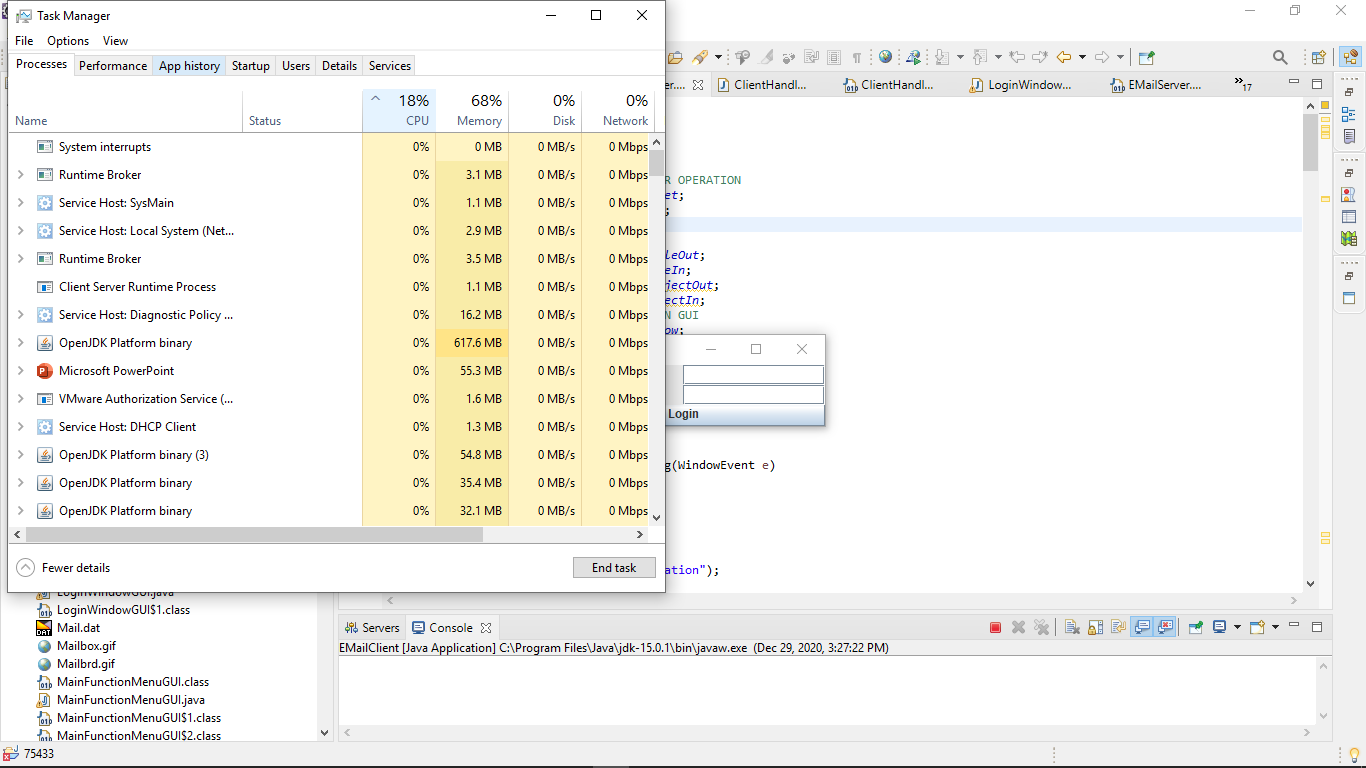 Task Manager
File Options View
Processes Performance App history Startup Users Details Services
18% 68% 0% 0%
Name Status CPU Memory Disk Network
System interrupts 0% 0 MB 0 MB/s 0 Mbps
Runtime Broker 0% 3.1 MB 0 MB/s 0 Mbps
Service Host: SysMain 0% 1.1 MB 0 MB/s 0 Mbps
Service Host: Local System (Net... 0% 2.9 MB 0 MB/s 0 Mbps
Runtime Broker 0% 3.5 MB 0 MB/s 0 Mbps
Client Server Runtime Process 0% 1.1 MB 0 MB/s 0 Mbps
Service Host: Diagnostic Policy ... 0% 16.2 MB 0 MB/s 0 Mbps
OpenJDK Platform binary 0% 617.6 MB 0 MB/s 0 Mbps
Microsoft PowerPoint 0% 55.3 MB 0 MB/s 0 Mbps
VMware Authorization Service (... 0% 1.6 MB 0 MB/s 0 Mbps
Service Host: DHCP Client 0% 1.3 MB 0 MB/s 0 Mbps
OpenJDK Platform binary (3) 0% 54.8 MB 0 MB/s 0 Mbps
OpenJDK Platform binary 0% 35.4 MB 0 MB/s 0 Mbps
OpenJDK Platform binary 0% 32.1 MB 0 MB/s 0 Mbps
Fewer details End task
er.... ClientHandl... ClientHandl... LoginWindow... EMailServer.... »17
R OPERATION
et;
;
leOut;
eIn;
jectOut;
ectIn;
N GUI
ow;
Login
g(WindowEvent e)
ation");
LoginWindowGUI.java
LoginWindowGUI$1.class
Mail.dat
Mailbox.gif
Mailbrd.gif
MainFunctionMenuGUI.class
MainFunctionMenuGUI.java
MainFunctionMenuGUI$1.class
MainFunctionMenuGUI$2.class
Servers Console
EMailClient [Java Application] C:\Program Files\Java\jdk-15.0.1\bin\javaw.exe (Dec 29, 2020, 3:27:22 PM)
75433